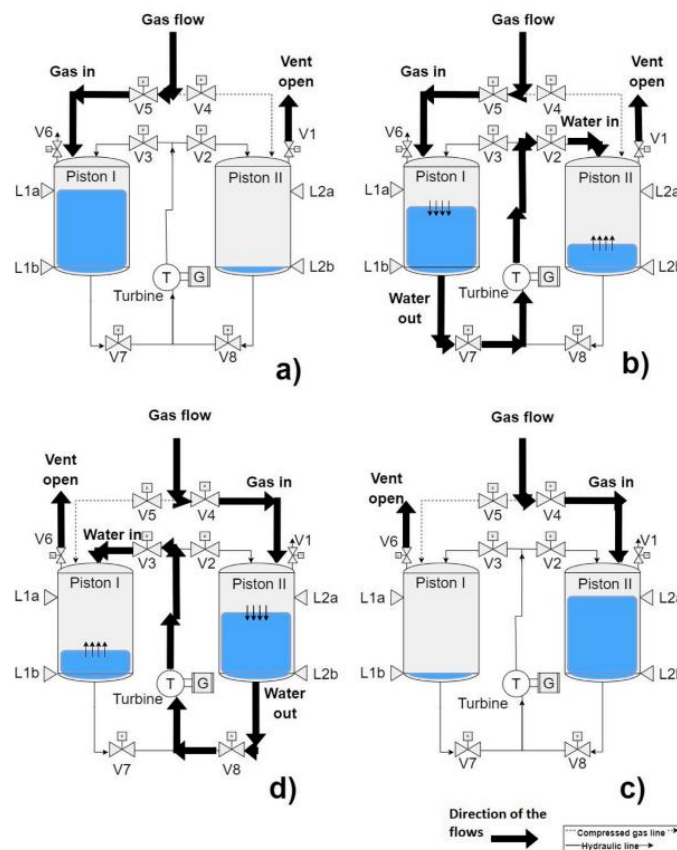 Gas flow
Vent
open
Gas in
V5
V4
V6
V1
V3
V2
Piston I
Piston II
L1a
L2a
L1b
L2b
T
G
Turbine
V7
V8
a)
Gas flow
Vent
open
Gas in
V5
V4
Water in
V6
V1
V3
V2
Piston I
Piston II
L1a
L2a
L1b
L2b
T
G
Turbine
Water
out
V7
V8
b)
Gas flow
Vent
open
Gas in
V5
V4
V6
Water in
V1
V3
V2
Piston I
Piston II
L1a
L2a
L1b
L2b
T
G
Turbine
Water
out
V7
V8
d)
Gas flow
Vent
open
Gas in
V5
V4
V6
V1
V3
V2
Piston I
Piston II
L1a
L2a
L1b
L2b
T
G
Turbine
V7
V8
c)
Direction of the
flows
Compressed gas line
Hydraulic line